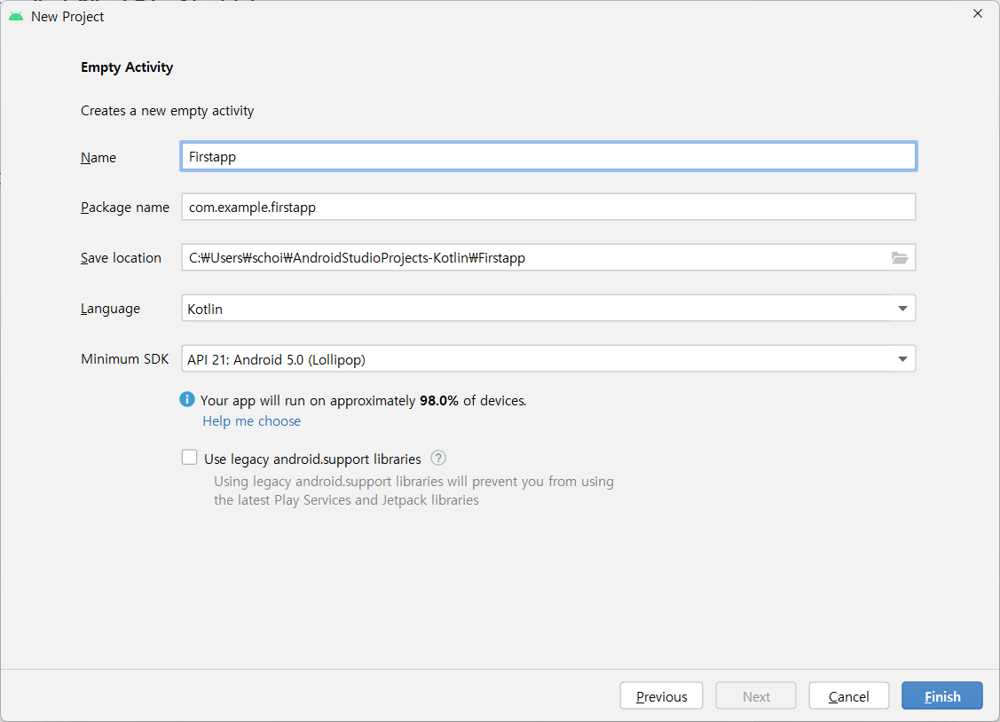 New Project
Empty Activity
Creates a new empty activity
Name Firstapp
Package name com.example.firstapp
Save location C:₩Users₩schoi₩AndroidStudioProjects-Kotlin₩Firstapp
Language Kotlin
Minimum SDK API 21: Android 5.0 (Lollipop)
Your app will run on approximately 98.0% of devices.
Help me choose
Use legacy android.support libraries ?
Using legacy android.support libraries will prevent you from using
the latest Play Services and Jetpack libraries
Previous Next Cancel Finish